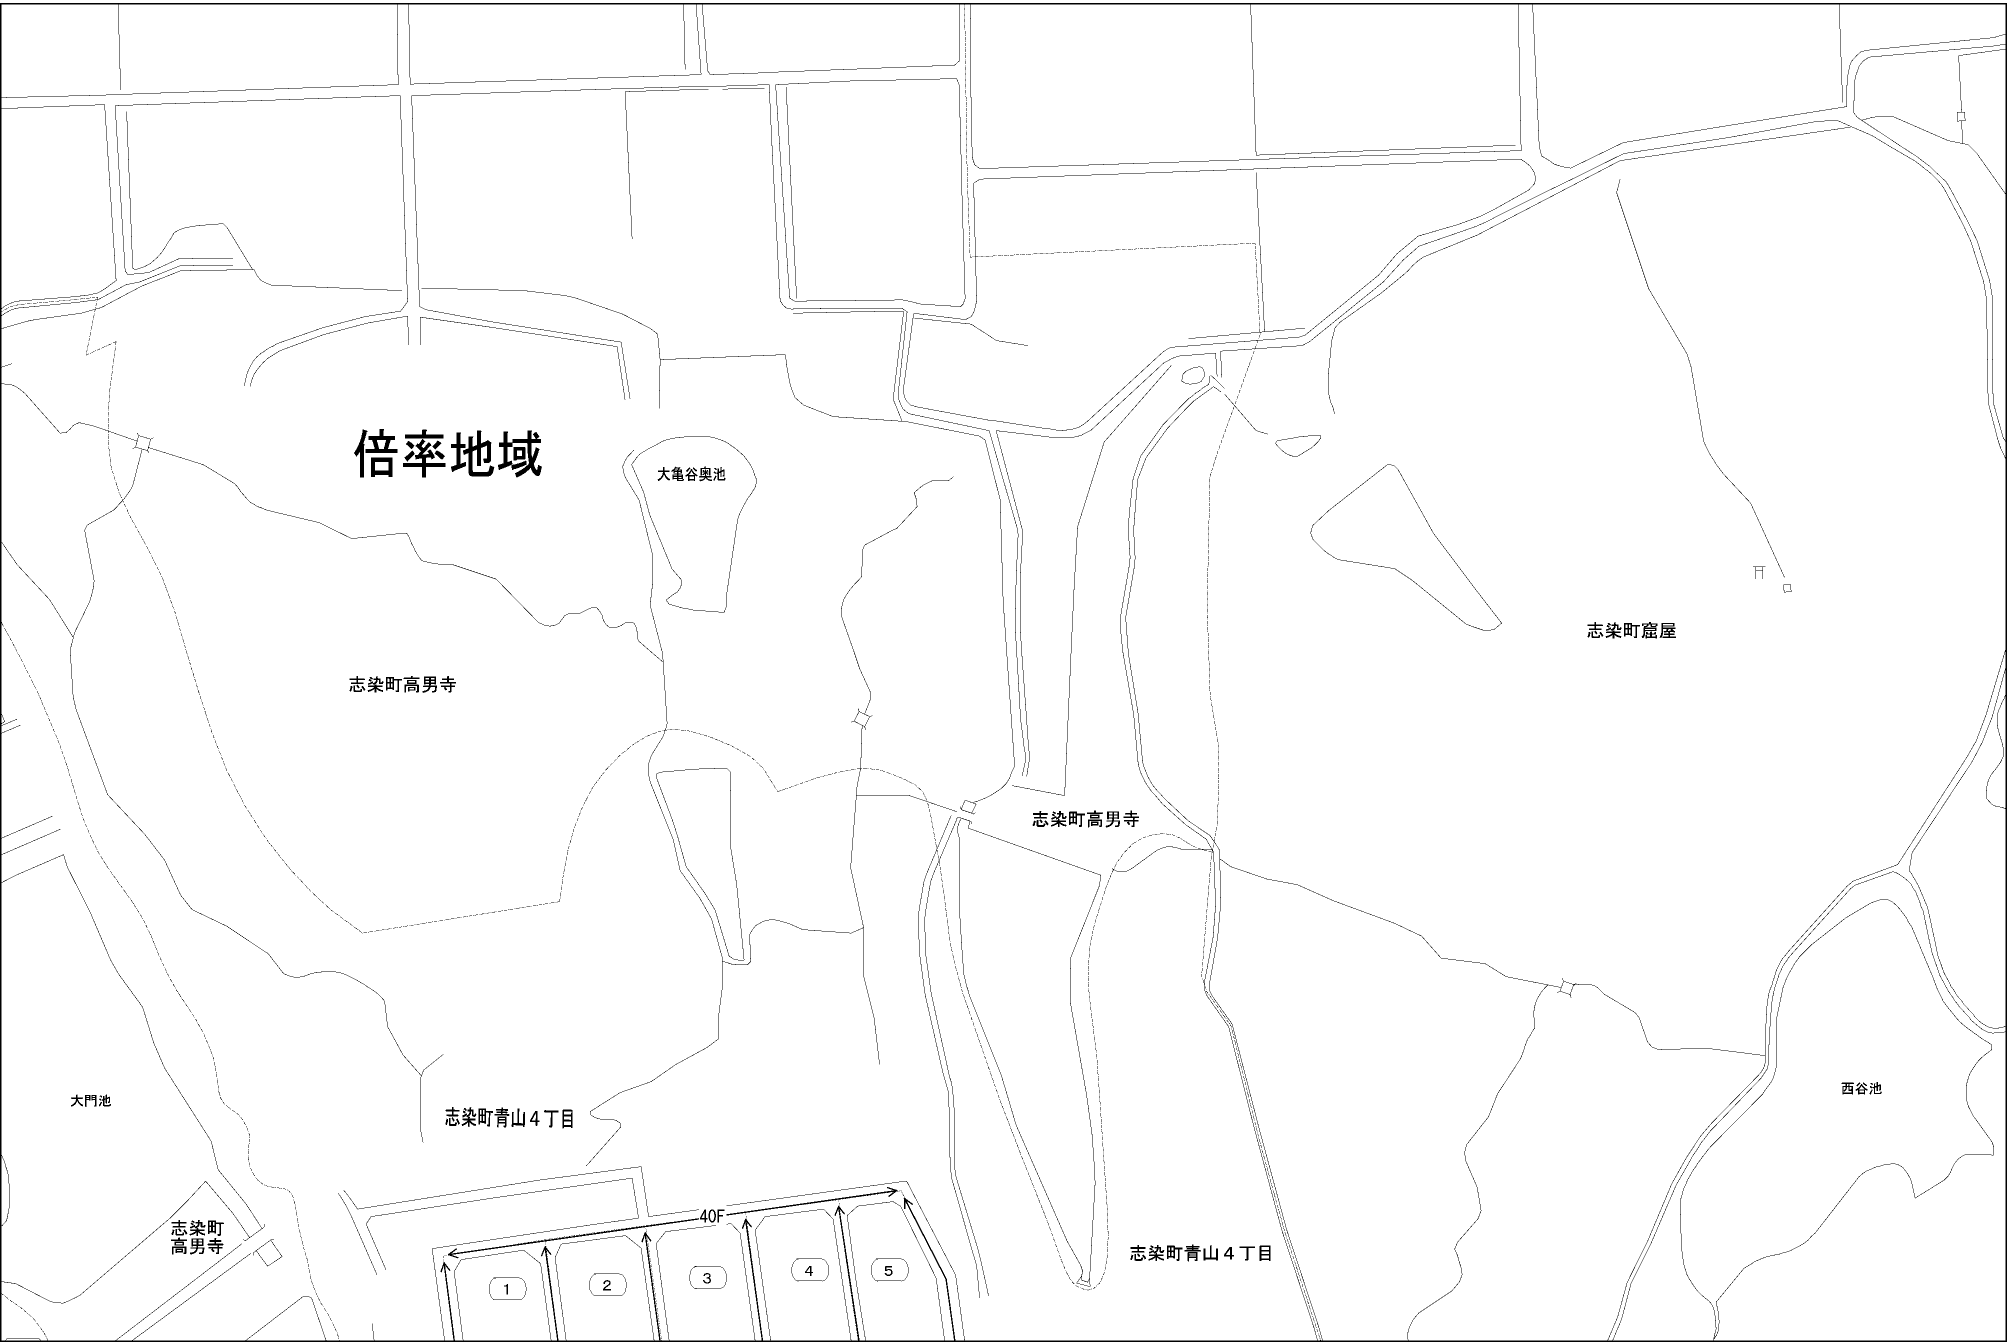 倍率地域
大亀谷奥池
志染町窟屋
志染町高男寺
志染町高男寺
西谷池
大門池
志染町青山４丁目
志染町
高男寺
40F
志染町青山４丁目
1
2
3
4
5